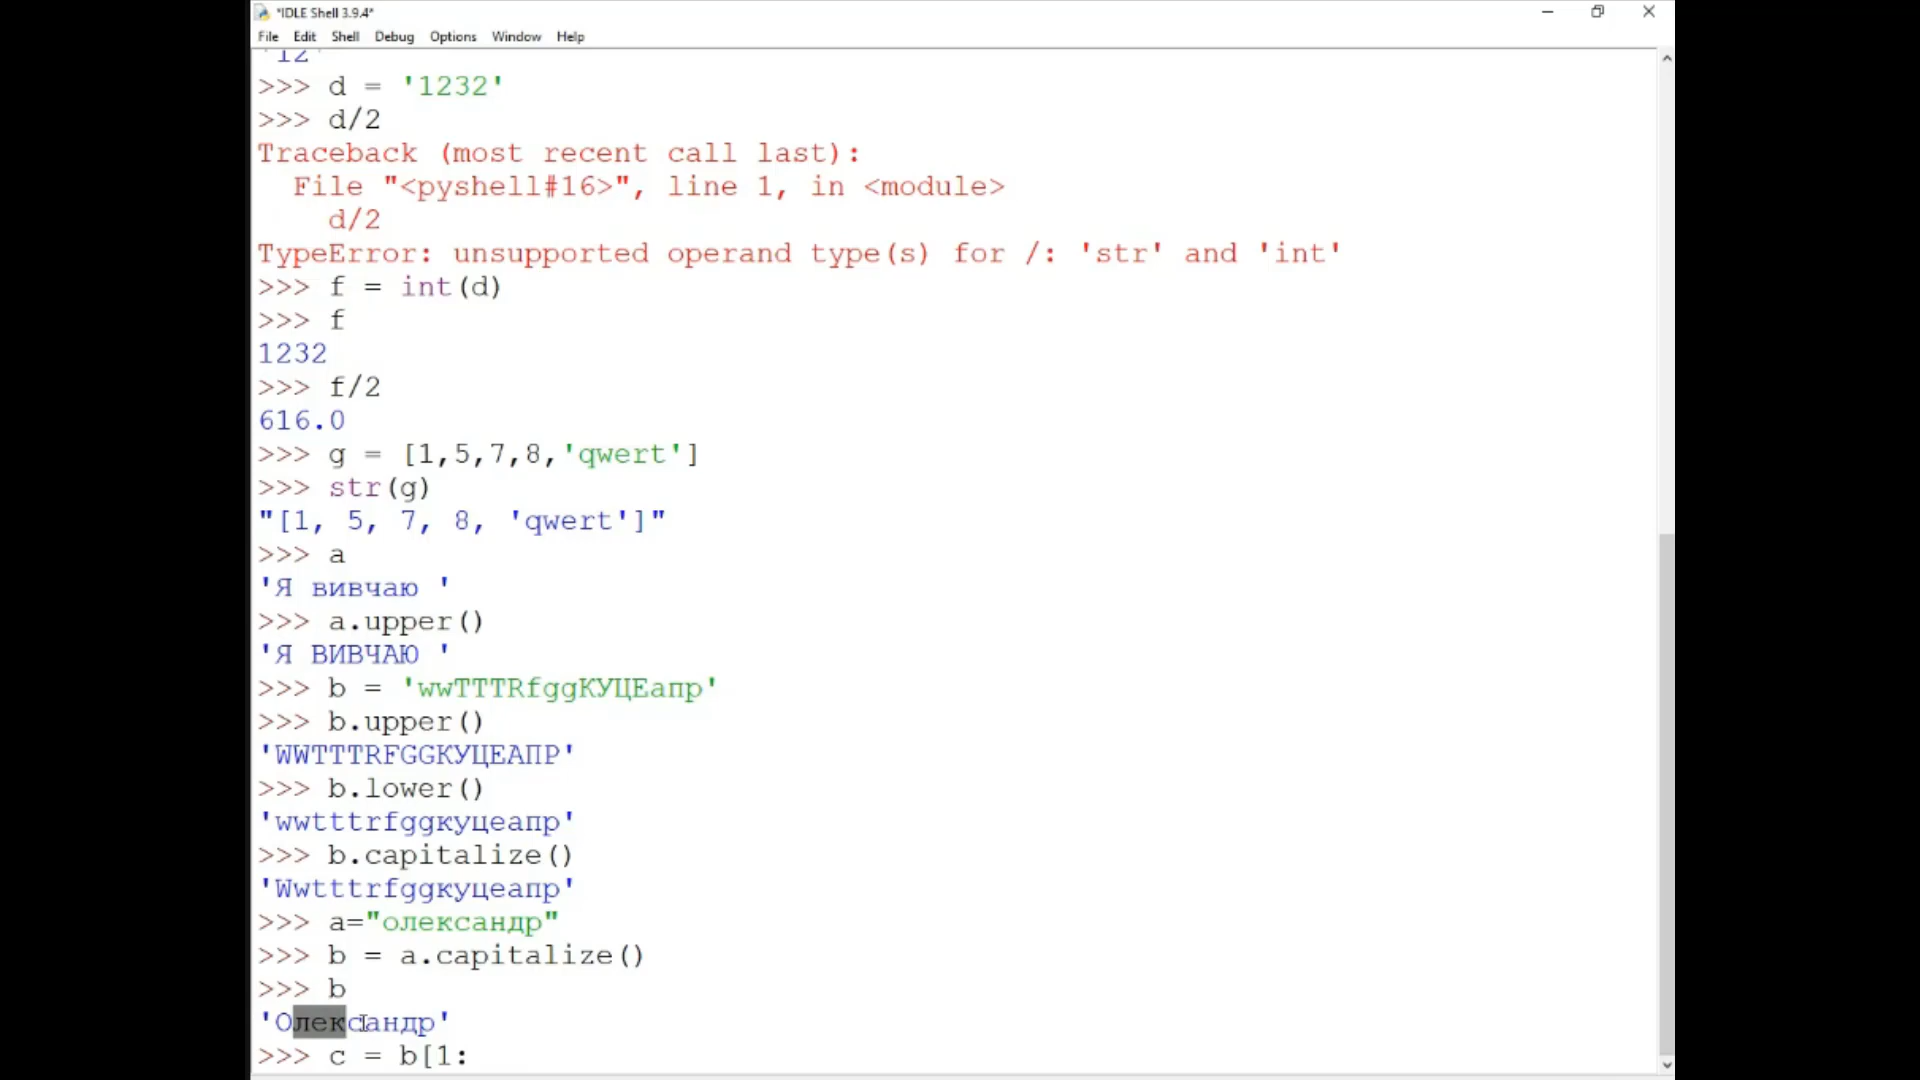 *IDLE Shell 3.9.4*
File Edit Shell Debug Options Window Help
'12'
>>> d = '1232'
>>> d/2
Traceback (most recent call last):
  File "<pyshell#16>", line 1, in <module>
    d/2
TypeError: unsupported operand type(s) for /: 'str' and 'int'
>>> f = int(d)
>>> f
1232
>>> f/2
616.0
>>> g = [1,5,7,8,'qwert']
>>> str(g)
"[1, 5, 7, 8, 'qwert']"
>>> a
'Я вивчаю '
>>> a.upper()
'Я ВИВЧАЮ '
>>> b = 'wwTTTRfggКУЦЕапр'
>>> b.upper()
'WWTTTRFGGКУЦЕАПР'
>>> b.lower()
'wwtttrfggкуцеапр'
>>> b.capitalize()
'Wwtttrfggкуцеапр'
>>> a="олександр"
>>> b = a.capitalize()
>>> b
'Олександр'
>>> c = b[1: